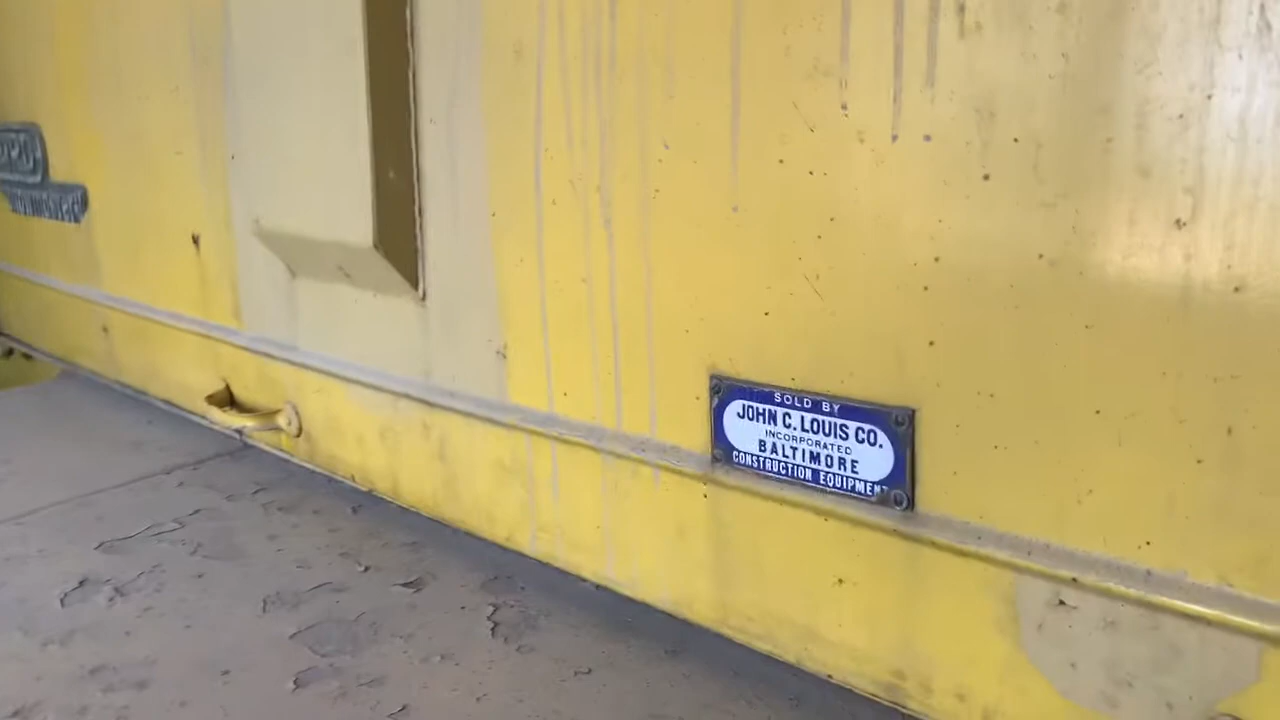 SOLD BY
JOHN C. LOUIS CO.
INCORPORATED
BALTIMORE
CONSTRUCTION EQUIPMENT